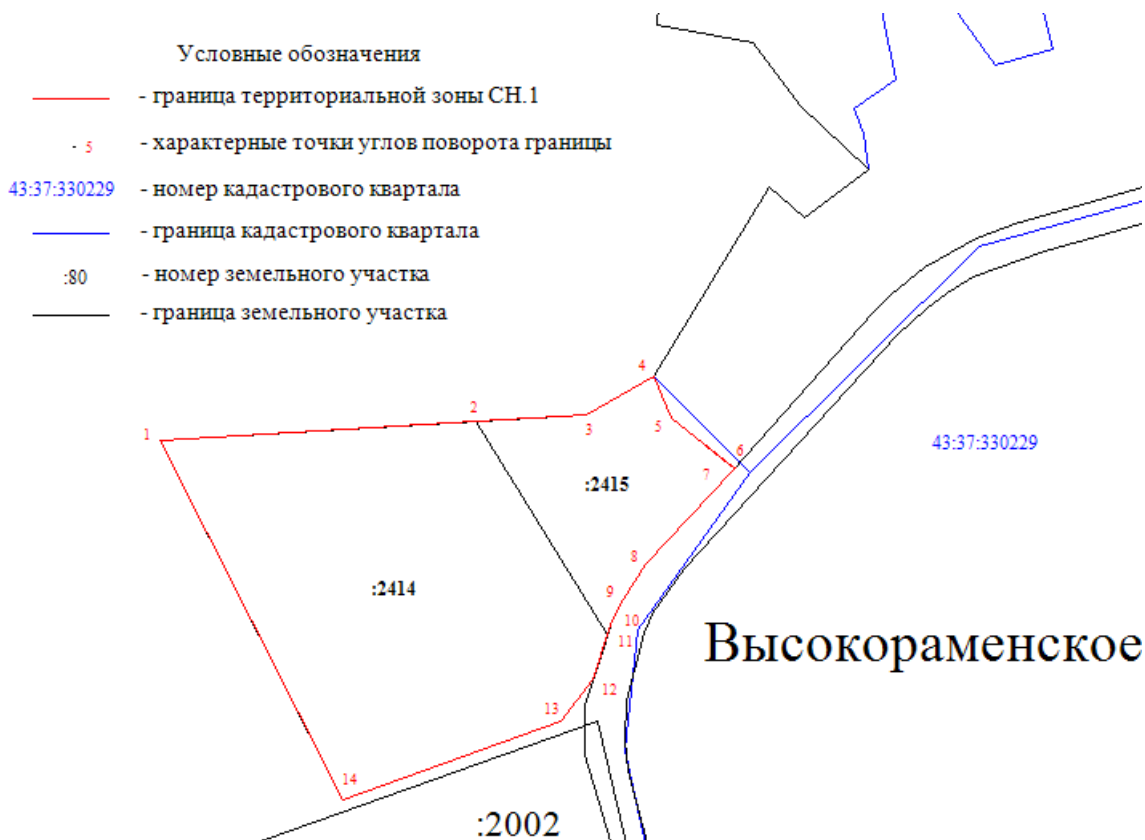 Условные обозначения
- граница территориальной зоны СН.1
- 5 - характерные точки углов поворота границы
43:37:330229 - номер кадастрового квартала
- граница кадастрового квартала
:80 - номер земельного участка
- граница земельного участка
4
2
1
3
5
6
43:37:330229
7
:2415
8
:2414
9
10
11
Высокораменское
12
13
14
:2002